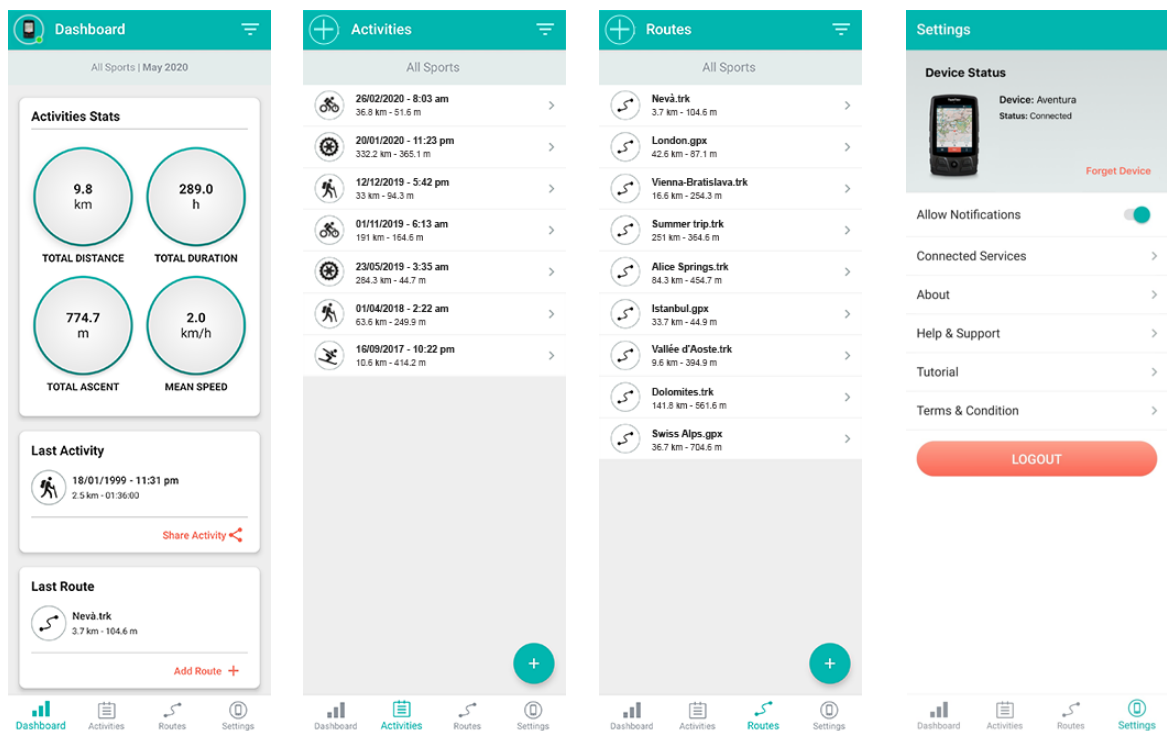 Dashboard
All Sports | May 2020
Activities Stats
9.8
km
289.0
h
TOTAL DISTANCE
TOTAL DURATION
774.7
m
2.0
km/h
TOTAL ASCENT
MEAN SPEED
Last Activity
18/01/1999 - 11:31 pm
2.5 km - 01:36:00
Share Activity
Last Route
Nevà.trk
3.7 km - 104.6 m
Add Route +
Dashboard
Activities
Routes
Settings
Activities
All Sports
26/02/2020 - 8:03 am
36.8 km - 51.6 m
20/01/2020 - 11:23 pm
332.2 km - 365.1 m
12/12/2019 - 5:42 pm
33 km - 94.3 m
01/11/2019 - 6:13 am
191 km - 164.6 m
23/05/2019 - 3:35 am
284.3 km - 44.7 m
01/04/2018 - 2:22 am
63.6 km - 249.9 m
16/09/2017 - 10:22 pm
10.6 km - 414.2 m
Dashboard
Activities
Routes
Settings
Routes
All Sports
Nevà.trk
3.7 km - 104.6 m
London.gpx
42.6 km - 87.1 m
Vienna-Bratislava.trk
16.6 km - 254.3 m
Summer trip.trk
251 km - 364.6 m
Alice Springs.trk
84.3 km - 454.7 m
Istanbul.gpx
33.7 km - 44.9 m
Vallée d'Aoste.trk
9.6 km - 394.9 m
Dolomites.trk
141.8 km - 561.6 m
Swiss Alps.gpx
36.7 km - 704.6 m
Dashboard
Activities
Routes
Settings
Settings
Device Status
Device: Aventura
Status: Connected
Forget Device
Allow Notifications
Connected Services
About
Help & Support
Tutorial
Terms & Condition
LOGOUT
Dashboard
Activities
Routes
Settings